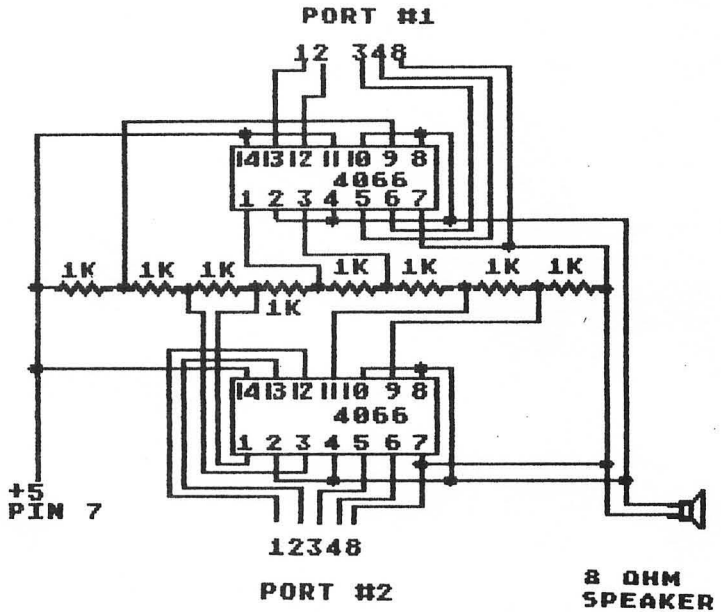 PORT #1
12 348
14 13 12 11 10 9 8
4066
1 2 3 4 5 6 7
1K 1K 1K 1K 1K 1K 1K
1K
14 13 12 11 10 9 8
4066
1 2 3 4 5 6 7
+5
PIN 7
12348
PORT #2
8 OHM
SPEAKER